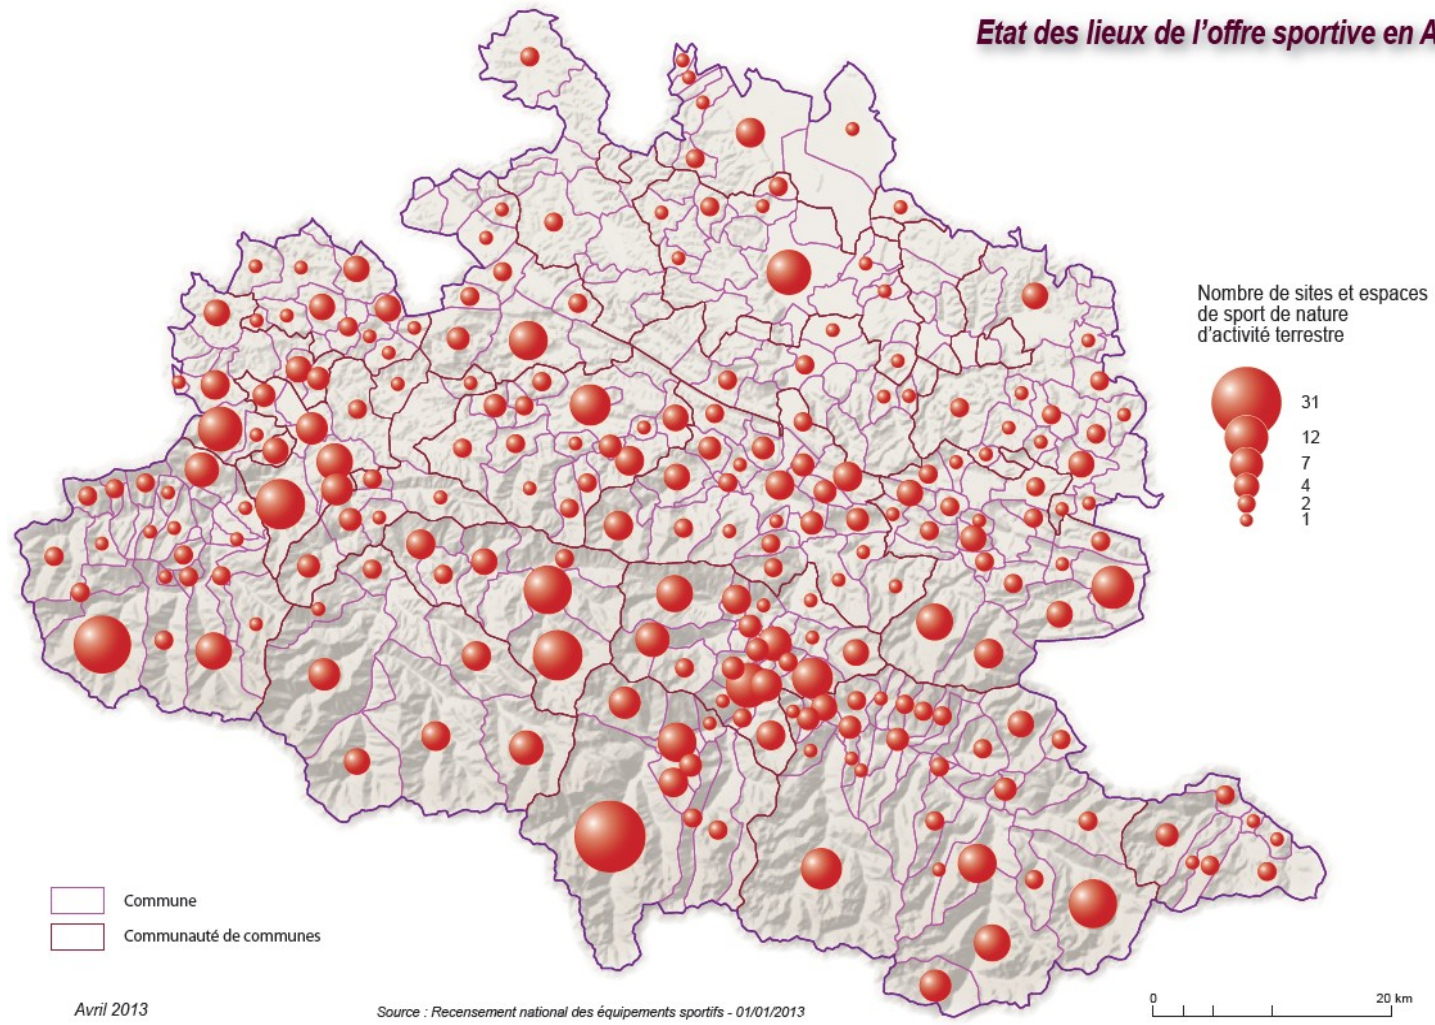 Etat des lieux de l'offre sportive en A
Nombre de sites et espaces
de sport de nature
d'activité terrestre
31
12
7
4
2
1
Commune
Communauté de communes
Avril 2013
Source : Recensement national des équipements sportifs - 01/01/2013
0 20 km